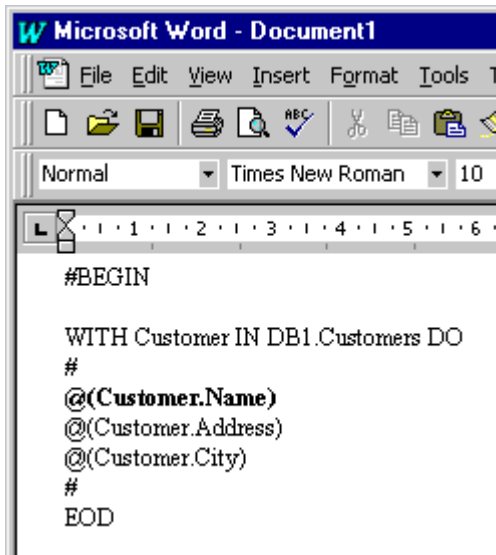 Microsoft Word - Document1
File Edit View Insert Format Tools
ABC
Normal Times New Roman 10
L 1 2 3 4 5 6
#BEGIN
WITH Customer IN DB1.Customers DO
#
@(Customer.Name)
@(Customer.Address)
@(Customer.City)
#
EOD